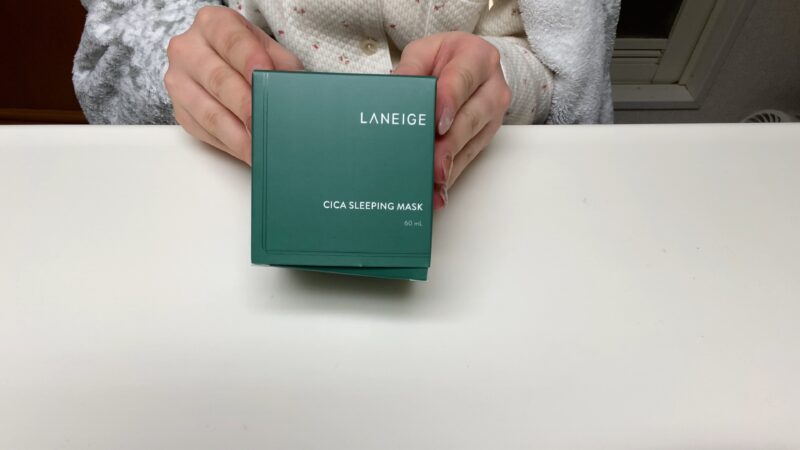 LANEIGE
CICA SLEEPING MASK
60 mL